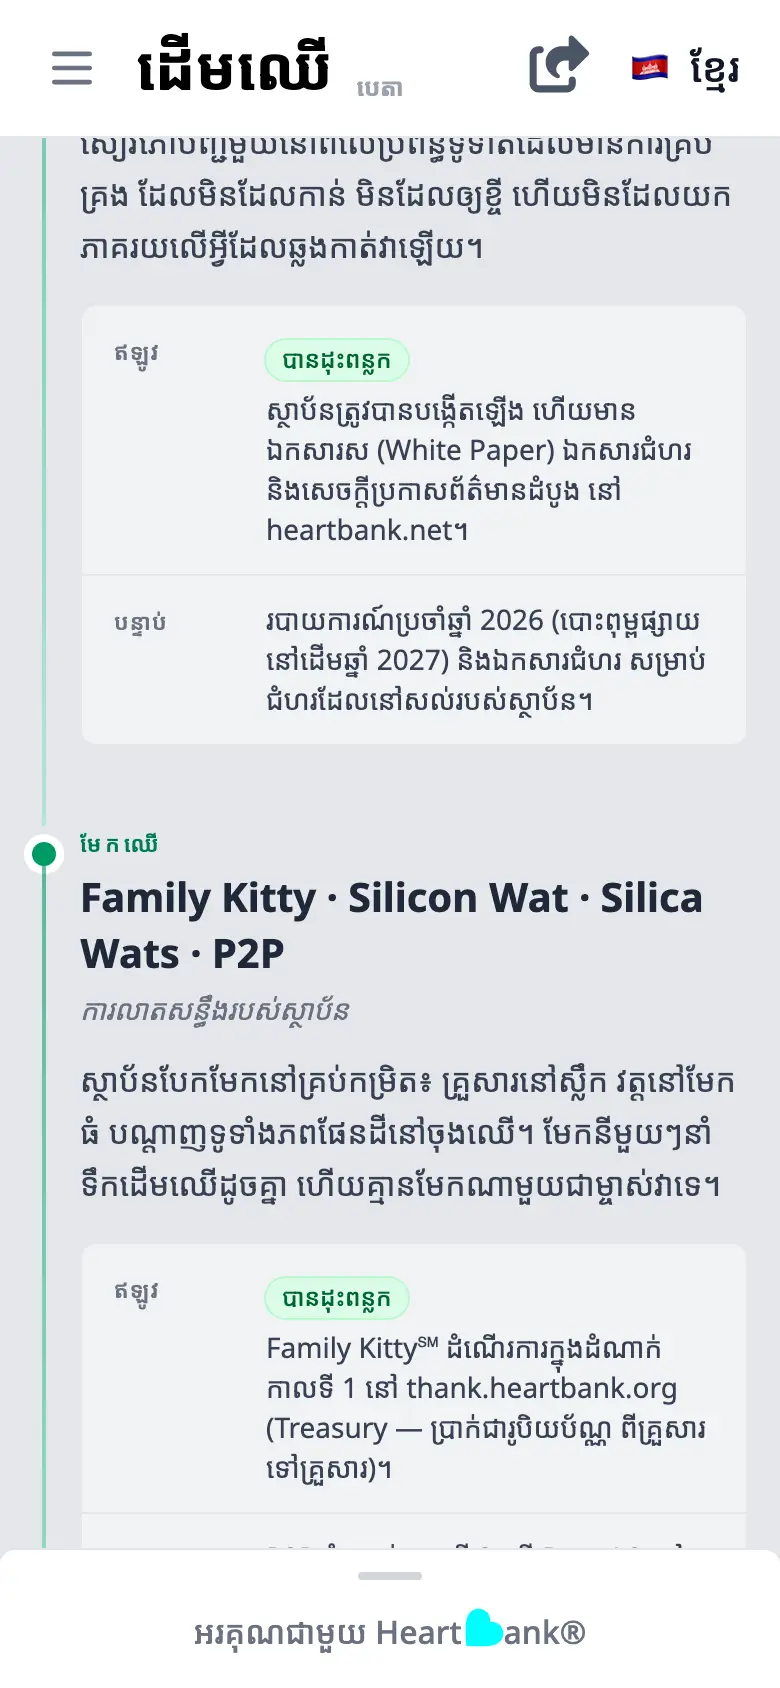 ដើមឈើ បេតា ខ្មែរ
គ្រង ដែលមិនដែលកាន់ មិនដែលឲ្យខ្ចី ហើយមិនដែលយក
ភាគរយលើអ្វីដែលឆ្លងកាត់វាឡើយ។
ឥឡូវ
បានដុះពន្លក
ស្ថាប័នត្រូវបានបង្កើតឡើង ហើយមាន
ឯកសារស (White Paper) ឯកសារជំហរ
និងសេចក្តីប្រកាសព័ត៌មានដំបូង នៅ
heartbank.net។
បន្ទាប់
របាយការណ៍ប្រចាំឆ្នាំ 2026 (បោះពុម្ពផ្សាយ
នៅដើមឆ្នាំ 2027) និងឯកសារជំហរ សម្រាប់
ជំហរដែលនៅសល់របស់ស្ថាប័ន។
មែកឈើ
Family Kitty · Silicon Wat · Silica
Wats · P2P
ការលាតសន្ធឹងរបស់ស្ថាប័ន
ស្ថាប័នបែកមែកនៅគ្រប់កម្រិត៖ គ្រួសារនៅស្លឹក វត្តនៅមែក
ធំ បណ្តាញទូទាំងភពផែនដីនៅចុងឈើ។ មែកនីមួយៗនាំ
ទឹកដើមឈើដូចគ្នា ហើយគ្មានមែកណាមួយជាម្ចាស់វាទេ។
ឥឡូវ
បានដុះពន្លក
Family Kitty℠ ដំណើរការក្នុងដំណាក់
កាលទី 1 នៅ thank.heartbank.org
(Treasury — ប្រាក់ជារូបិយប័ណ្ណ ពីគ្រួសារ
ទៅគ្រួសារ)។
អរគុណជាមួយ Heartbank®